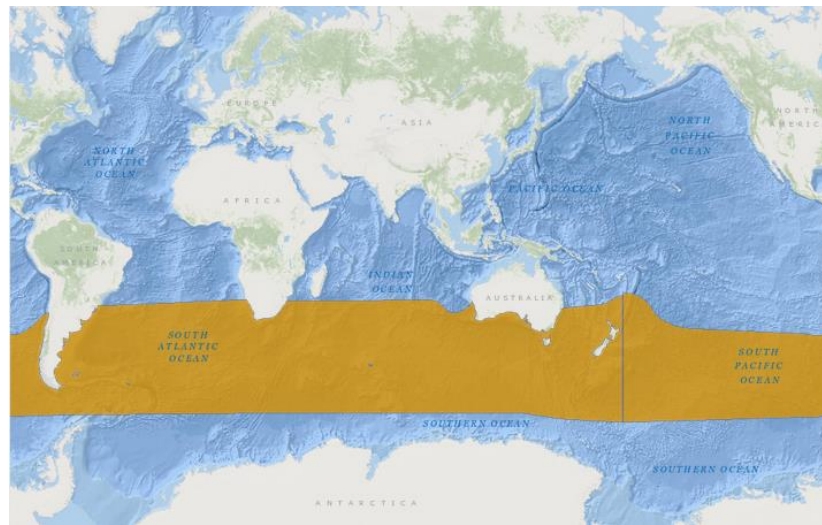 EUROPE
ASIA
NORTH
AMERICA
NORTH
PACIFIC
OCEAN
NORTH
ATLANTIC
OCEAN
PACIFIC OCEAN
AFRICA
SOUTH
AMERICA
INDIAN
OCEAN
AUSTRALIA
SOUTH
ATLANTIC
OCEAN
SOUTH
PACIFIC
OCEAN
SOUTHERN OCEAN
SOUTHERN OCEAN
ANTARCTICA